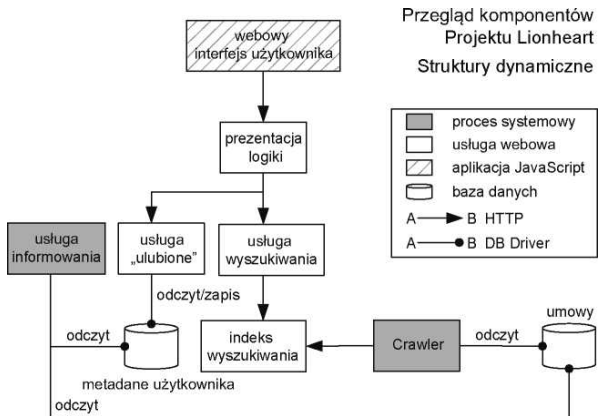 Przegląd komponentów
Projektu Lionheart
Struktury dynamiczne
webowy
interfejs użytkownika
prezentacja
logiki
proces systemowy
usługa webowa
aplikacja JavaScript
baza danych
A B HTTP
A B DB Driver
usługa
informowania
usługa
„ulubione”
usługa
wyszukiwania
odczyt/zapis
odczyt
metadane użytkownika
indeks
wyszukiwania
Crawler
odczyt
umowy
odczyt